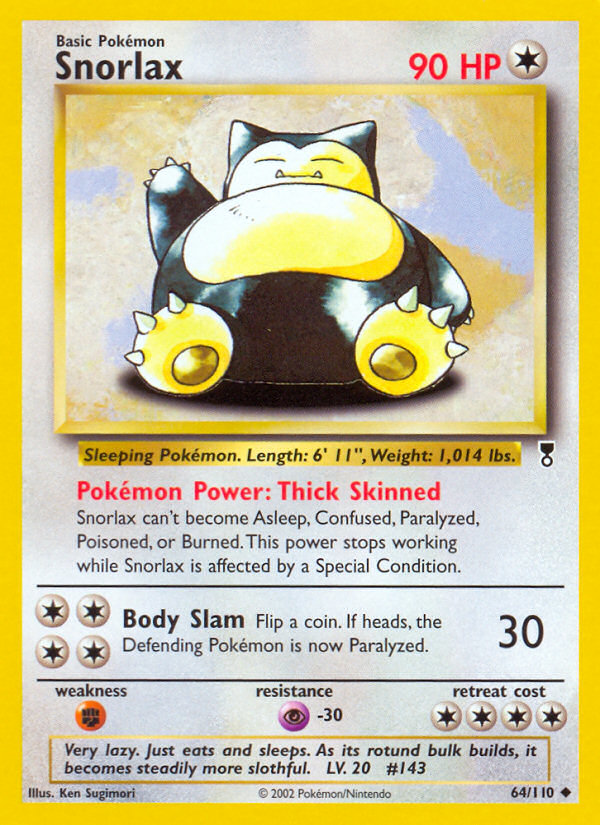 Basic Pokémon
Snorlax
90 HP
Sleeping Pokémon. Length: 6' 11", Weight: 1,014 lbs.
Pokémon Power: Thick Skinned
Snorlax can't become Asleep, Confused, Paralyzed,
Poisoned, or Burned. This power stops working
while Snorlax is affected by a Special Condition.
Body Slam Flip a coin. If heads, the
Defending Pokémon is now Paralyzed.
30
weakness resistance retreat cost
-30
Very lazy. Just eats and sleeps. As its rotund bulk builds, it
becomes steadily more slothful. LV. 20 #143
Illus. Ken Sugimori © 2002 Pokémon/Nintendo 64/110